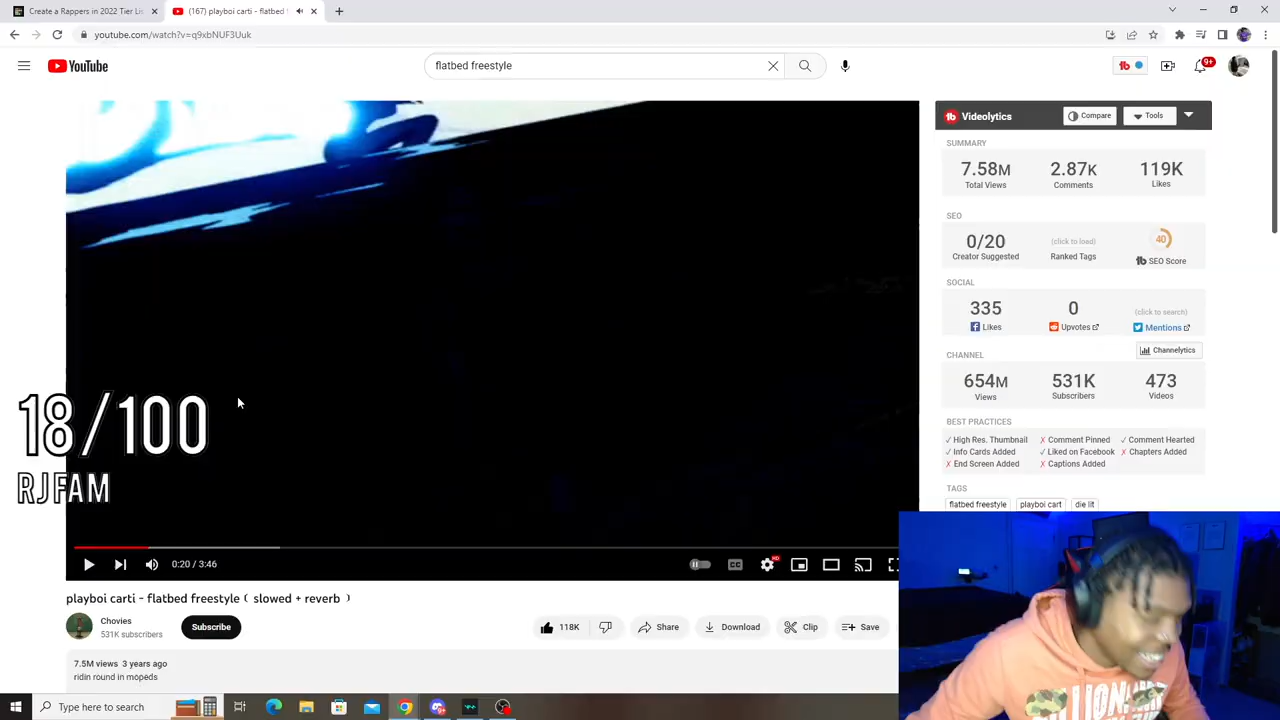 Create a Rappers in 2022 Tier Lis
(167) playboi carti - flatbed f
youtube.com/watch?v=q9xbNUF3Uuk
YouTube
flatbed freestyle
9+
Videolytics
Compare
Tools
SUMMARY
7.58M 2.87K 119K
Total Views Comments Likes
SEO
0/20 (click to load) 40
Creator Suggested Ranked Tags SEO Score
SOCIAL
335 0 (click to search)
Likes Upvotes Mentions
CHANNEL
Channelytics
654M 531K 473
Views Subscribers Videos
BEST PRACTICES
✓ High Res. Thumbnail ✗ Comment Pinned ✓ Comment Hearted
✓ Info Cards Added ✓ Liked on Facebook ✗ Chapters Added
✗ End Screen Added ✗ Captions Added
TAGS
flatbed freestyle playboi cart die lit
18/100
RJFAM
0:20 / 3:46
CC
HD
playboi carti - flatbed freestyle ( slowed + reverb )
Chovies
531K subscribers
Subscribe
118K
Share
Download
Clip
Save
7.5M views 3 years ago
ridin round in mopeds
Type here to search